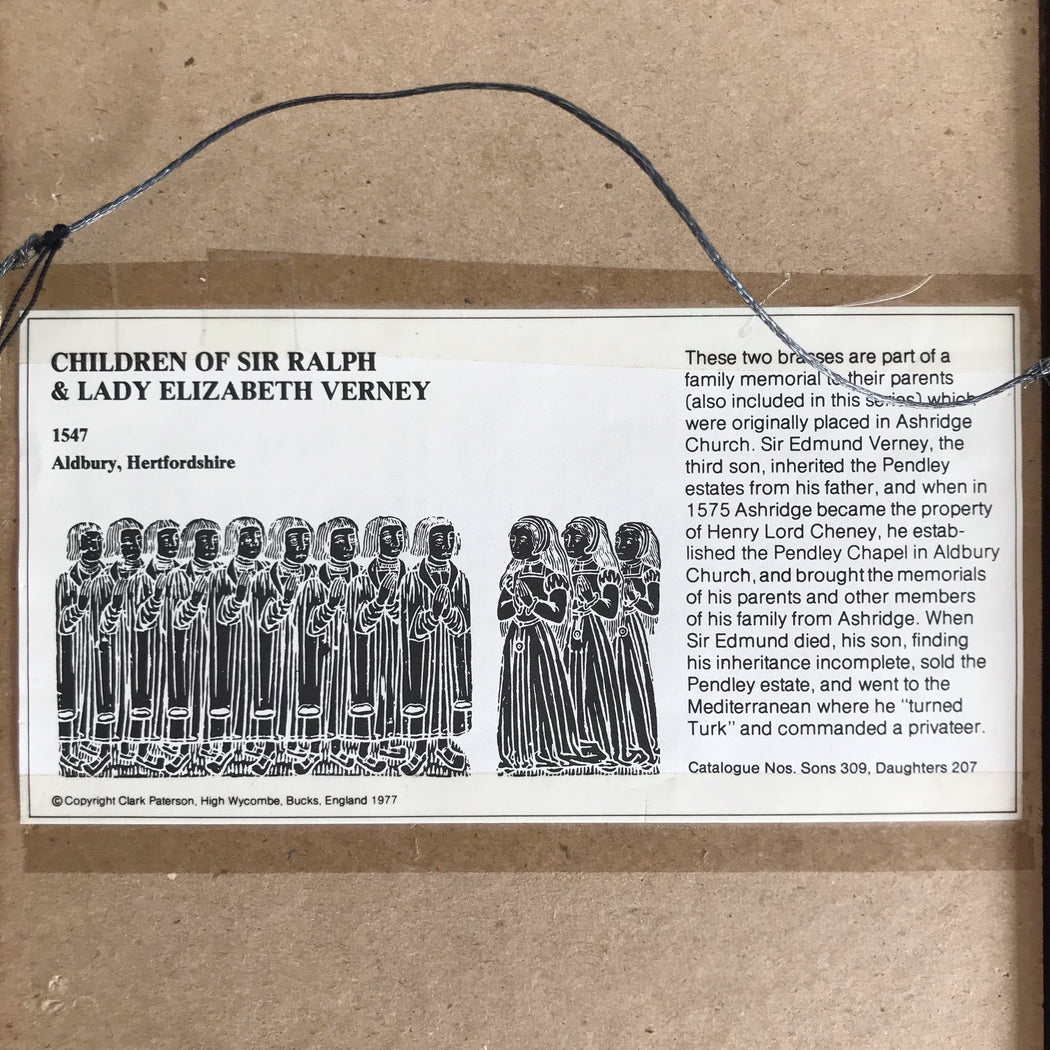 CHILDREN OF SIR RALPH
& LADY ELIZABETH VERNEY
1547
Aldbury, Hertfordshire
These two brasses are part of a
family memorial to their parents
(also included in this series) which
were originally placed in Ashridge
Church. Sir Edmund Verney, the
third son, inherited the Pendley
estates from his father, and when in
1575 Ashridge became the property
of Henry Lord Cheney, he estab-
lished the Pendley Chapel in Aldbury
Church, and brought the memorials
of his parents and other members
of his family from Ashridge. When
Sir Edmund died, his son, finding
his inheritance incomplete, sold the
Pendley estate, and went to the
Mediterranean where he “turned
Turk” and commanded a privateer.
Catalogue Nos. Sons 309, Daughters 207
© Copyright Clark Paterson, High Wycombe, Bucks, England 1977